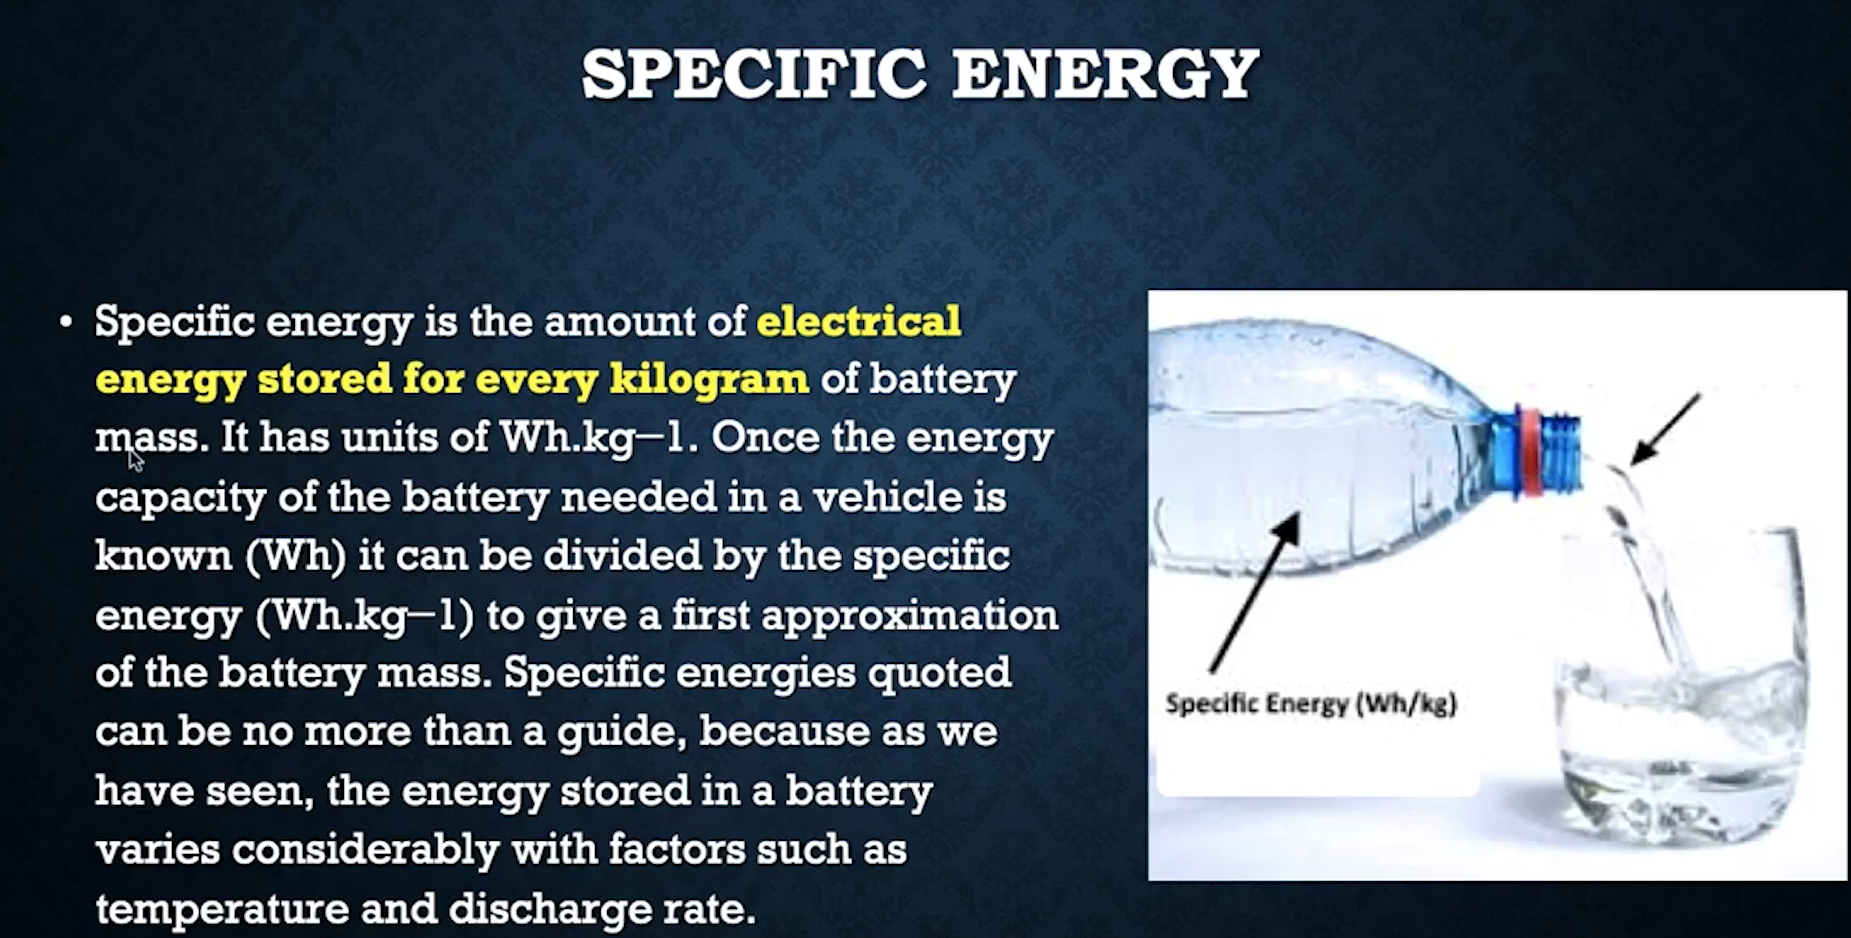 SPECIFIC ENERGY
• Specific energy is the amount of electrical
energy stored for every kilogram of battery
mass. It has units of Wh.kg−1. Once the energy
capacity of the battery needed in a vehicle is
known (Wh) it can be divided by the specific
energy (Wh.kg−1) to give a first approximation
of the battery mass. Specific energies quoted
can be no more than a guide, because as we
have seen, the energy stored in a battery
varies considerably with factors such as
temperature and discharge rate.
Specific Energy (Wh/kg)